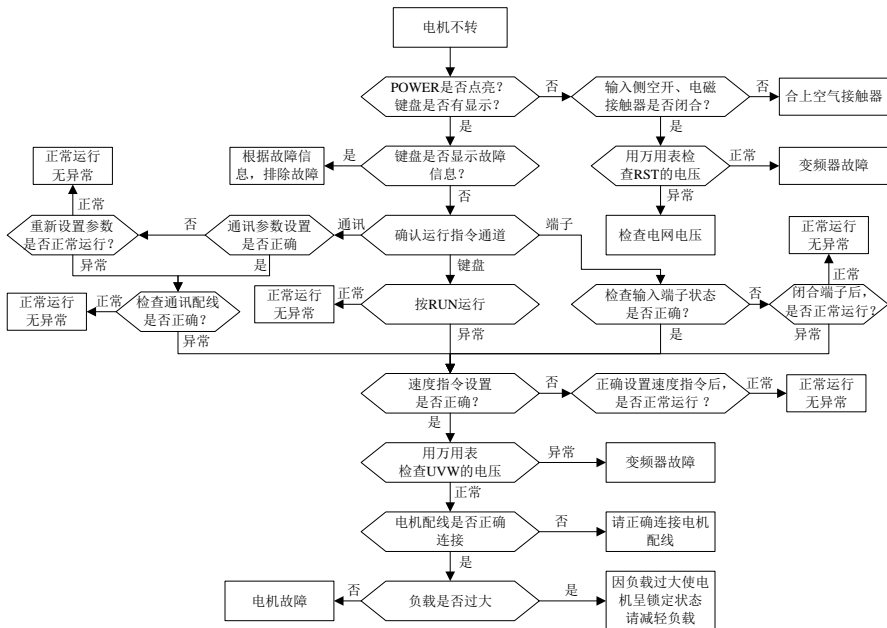 电机不转
POWER是否点亮？
键盘是否有显示？
否
输入侧空开、电磁
接触器是否闭合？
否
合上空气接触器
是
是
正常运行
无异常
根据故障信
息，排除故障
是
键盘是否显示故障
信息？
用万用表检
查RST的电压
正常
变频器故障
正常
否
异常
重新设置参数
是否正常运行？
否
通讯参数设置
是否正确
通讯
确认运行指令通道
端子
检查电网电压
正常运行
无异常
异常
是
键盘
正常
正常运行
无异常
正常
检查通讯配线
是否正确？
正常运行
无异常
正常
按RUN运行
检查输入端子状态
是否正确？
否
闭合端子后，
是否正常运行？
异常
异常
是
异常
速度指令设置
是否正确？
否
正确设置速度指令后，
是否正常运行 ？
正常
正常运行
无异常
是
用万用表
检查UVW的电压
异常
变频器故障
正常
电机配线是否正确
连接
否
请正确连接电机
配线
是
电机故障
否
负载是否过大
是
因负载过大使电
机呈锁定状态
请减轻负载